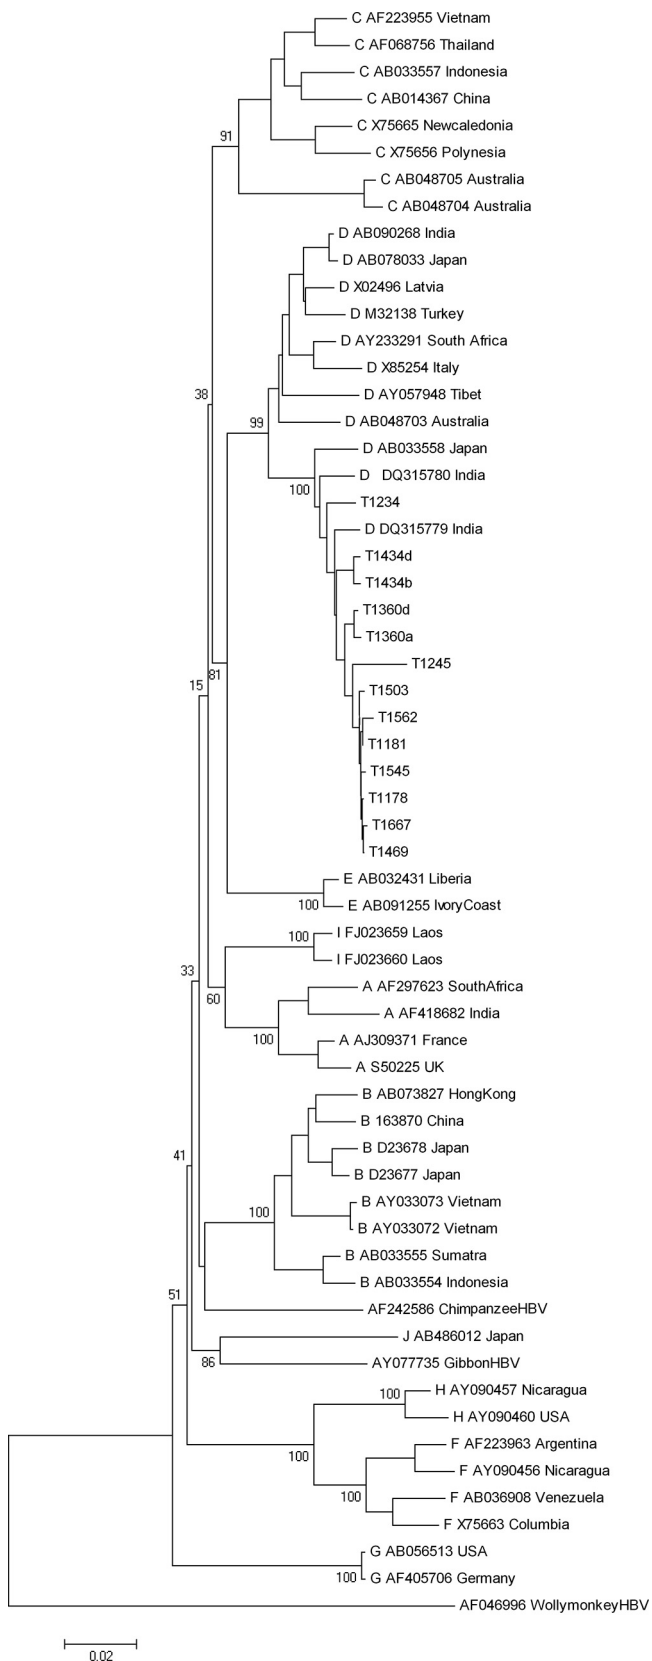 C AF223955 Vietnam
C AF068756 Thailand
C AB033557 Indonesia
C AB014367 China
C X75665 Newcaledonia
91
C X75656 Polynesia
C AB048705 Australia
C AB048704 Australia
D AB090268 India
D AB078033 Japan
D X02496 Latvia
D M32138 Turkey
D AY233291 South Africa
D X85254 Italy
38
D AY057948 Tibet
99
D AB048703 Australia
D AB033558 Japan
D DQ315780 India
100
T1234
D DQ315779 India
T1434d
T1434b
T1360d
T1360a
T1245
81
15
T1503
T1562
T1181
T1545
T1178
T1667
T1469
E AB032431 Liberia
100
E AB091255 IvoryCoast
100
I FJ023659 Laos
I FJ023660 Laos
33
A AF297623 SouthAfrica
60
A AF418682 India
100
A AJ309371 France
A S50225 UK
B AB073827 HongKong
B 163870 China
B D23678 Japan
41
B D23677 Japan
B AY033073 Vietnam
100
B AY033072 Vietnam
B AB033555 Sumatra
B AB033554 Indonesia
51
AF242586 ChimpanzeeHBV
J AB486012 Japan
86
AY077735 GibbonHBV
100
H AY090457 Nicaragua
H AY090460 USA
F AF223963 Argentina
100
F AY090456 Nicaragua
100
F AB036908 Venezuela
F X75663 Columbia
G AB056513 USA
100
G AF405706 Germany
AF046996 WollymonkeyHBV
0.02